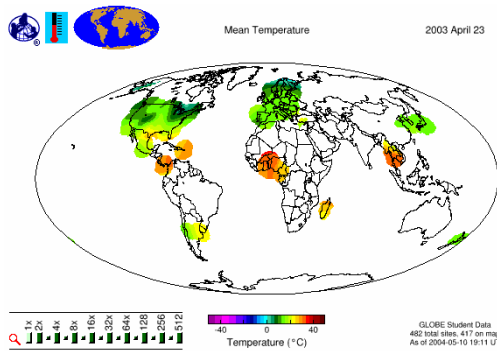 ®
Mean Temperature
2003 April 23
1x
2x
4x
8x
16x
32x
64x
128
256
512
-40 0 40
Temperature (°C)
GLOBE Student Data
482 total sites. 417 on map
As of 2004-05-10 19:11 U